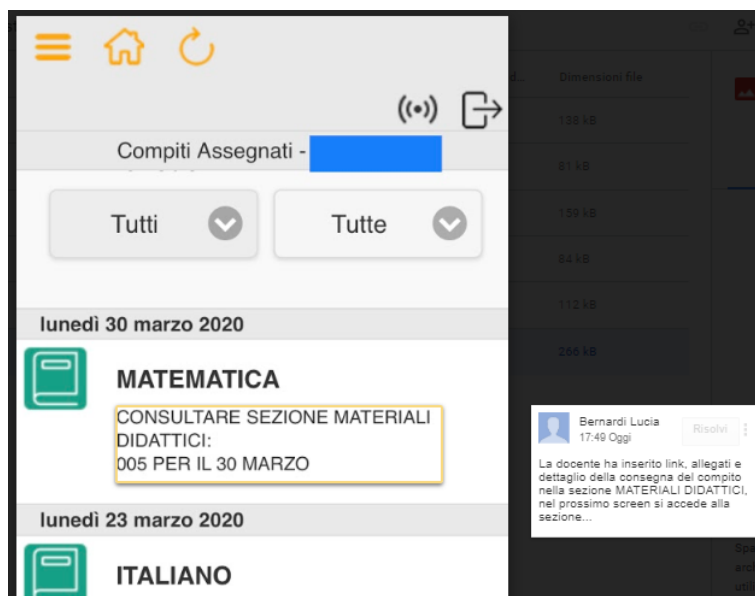 Compiti Assegnati -
Tutti
Tutte
lunedì 30 marzo 2020
MATEMATICA
CONSULTARE SEZIONE MATERIALI
DIDATTICI:
005 PER IL 30 MARZO
lunedì 23 marzo 2020
ITALIANO
Dimensioni file
138 kB
81 kB
159 kB
84 kB
112 kB
266 kB
Bernardi Lucia
17:49 Oggi
Risolvi
La docente ha inserito link, allegati e
dettaglio della consegna del compito
nella sezione MATERIALI DIDATTICI,
nel prossimo screen si accede alla
sezione...